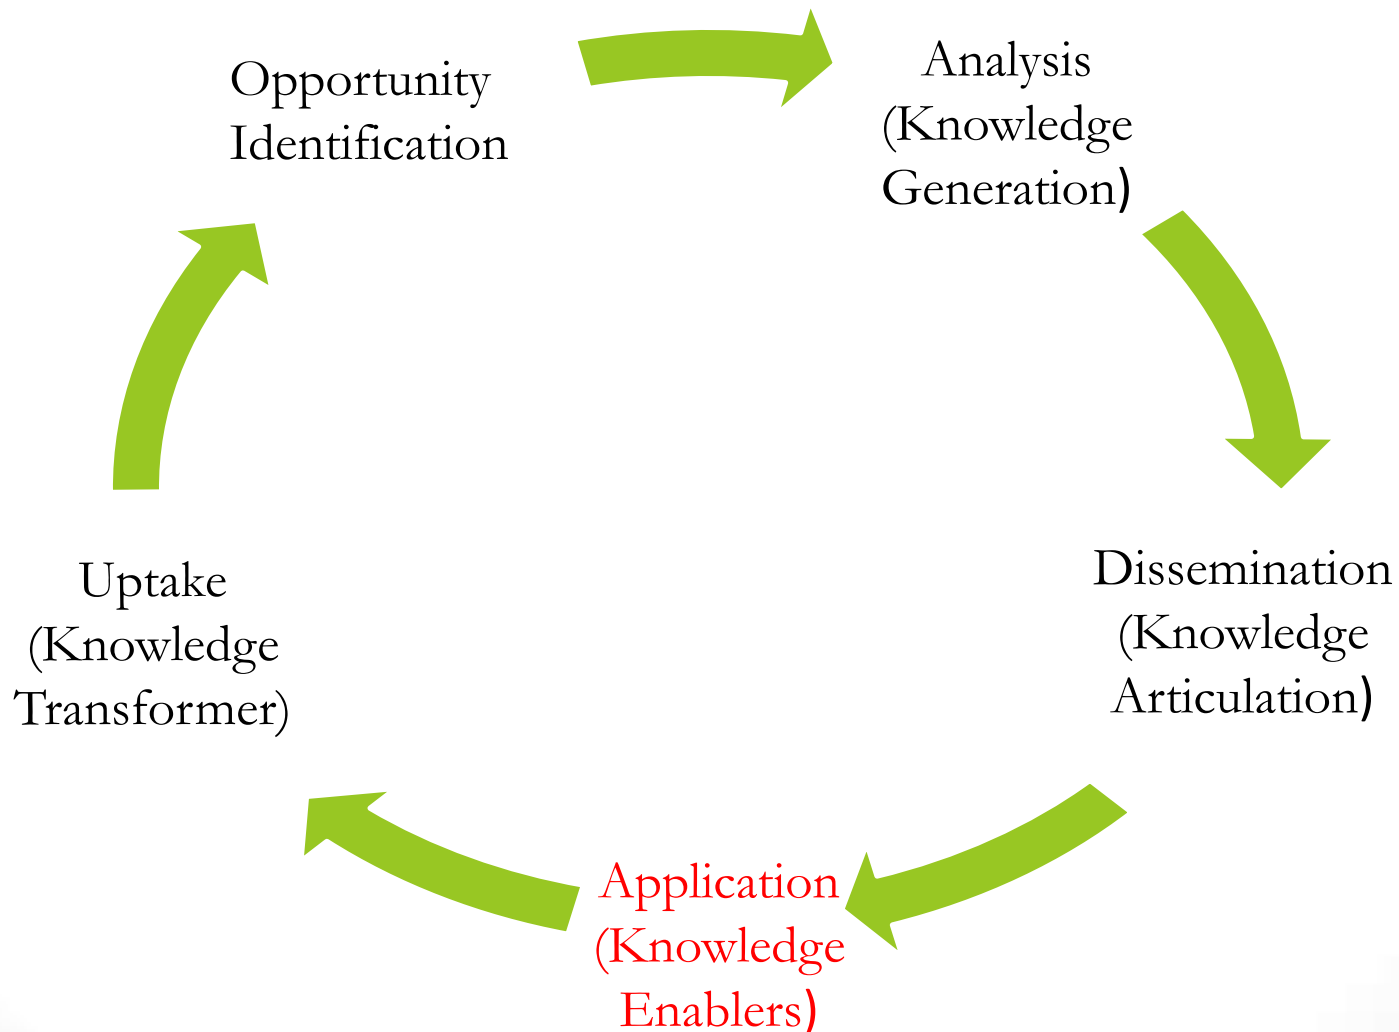 Opportunity
Identification
Analysis
(Knowledge
Generation)
Dissemination
(Knowledge
Articulation)
Application
(Knowledge
Enablers)
Uptake
(Knowledge
Transformer)